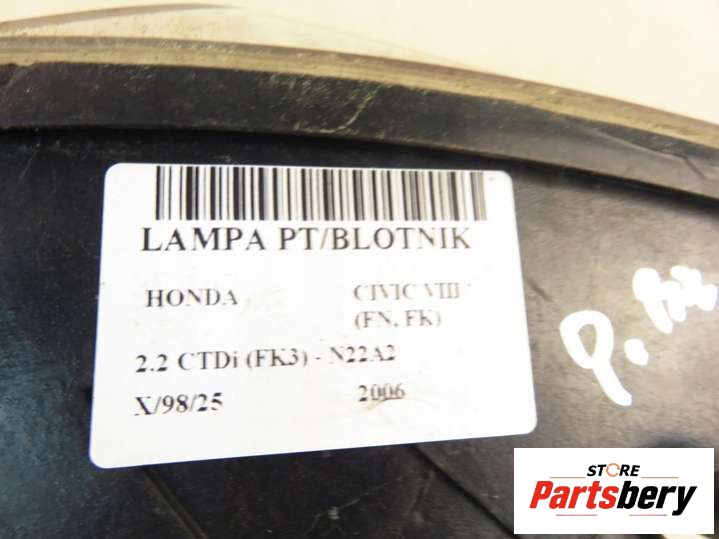 LAMPA PT/BLOTNIK
HONDA CIVIC VIII
(FN, FK)
2.2 CTDi (FK3) - N22A2
X/98/25 2006
P.
STORE
Partsbery